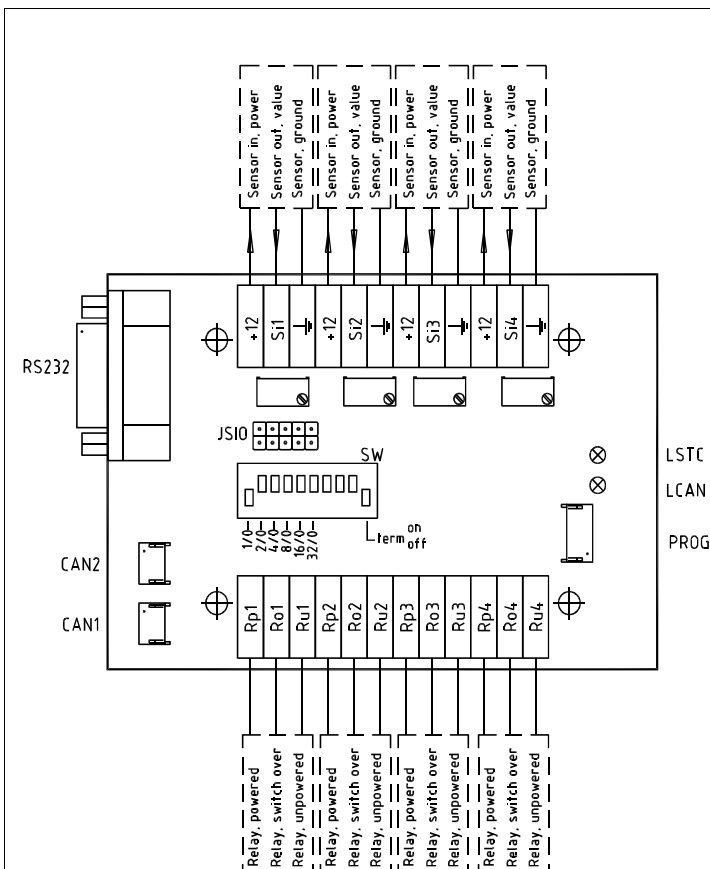 Sensor in, power
Sensor out, value
Sensor, ground
Sensor in, power
Sensor out, value
Sensor, ground
Sensor in, power
Sensor out, value
Sensor, ground
Sensor in, power
Sensor out, value
Sensor, ground
+12
Si1
+12
Si2
+12
Si3
+12
Si4
RS232
JSIO
SW
LSTC
LCAN
PROG
1/0
2/0
4/0
8/0
16/0
32/0
term on
off
CAN2
CAN1
Rp1
Ro1
Ru1
Rp2
Ro2
Ru2
Rp3
Ro3
Ru3
Rp4
Ro4
Ru4
Relay, powered
Relay, switch over
Relay, unpowered
Relay, powered
Relay, switch over
Relay, unpowered
Relay, powered
Relay, switch over
Relay, unpowered
Relay, powered
Relay, switch over
Relay, unpowered